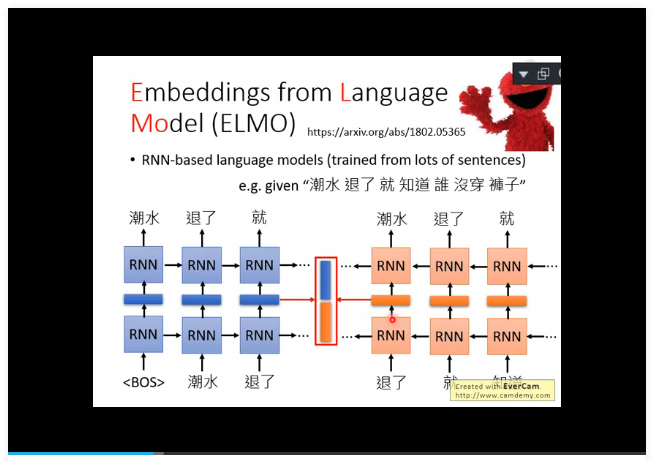 Embeddings from Language
Model (ELMO) https://arxiv.org/abs/1802.05365
• RNN-based language models (trained from lots of sentences)
e.g. given “潮水 退了 就 知道 誰 沒穿 褲子”
潮水 退了 就 潮水 退了 就
RNN RNN RNN ... ... RNN RNN RNN ...
RNN RNN RNN ... ... RNN RNN RNN ...
<BOS> 潮水 退了 退了 就 知道
Created with EverCam.
http://www.camdemy.com